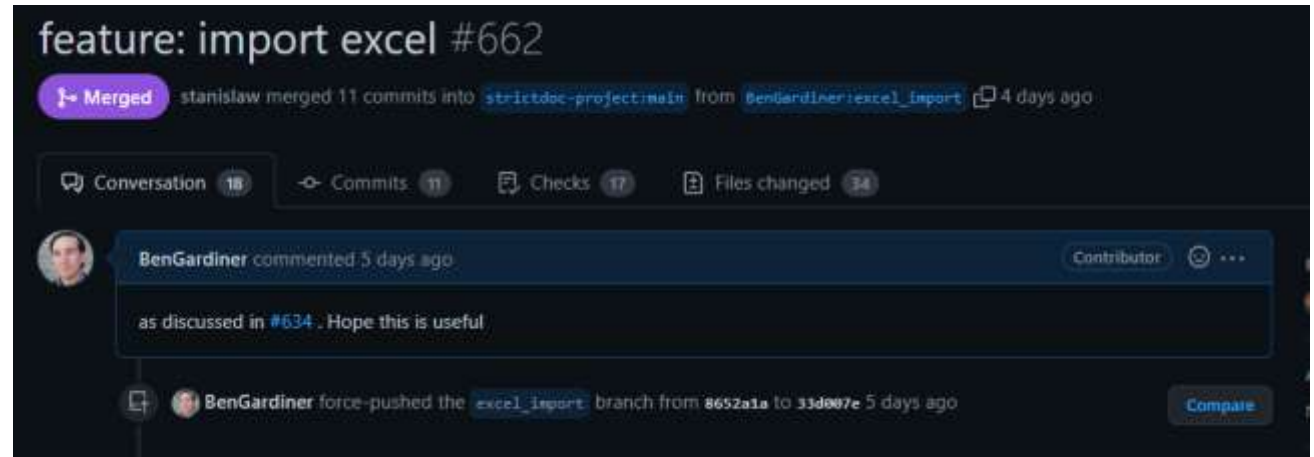 feature: import excel #662
Merged stanislaw merged 11 commits into strictdoc-project:main from BenGardiner:excel_import 4 days ago
Conversation 18 Commits 11 Checks 17 Files changed 34
BenGardiner commented 5 days ago Contributor
as discussed in #634 . Hope this is useful
BenGardiner force-pushed the excel_import branch from 8652a1a to 33d007e 5 days ago Compare